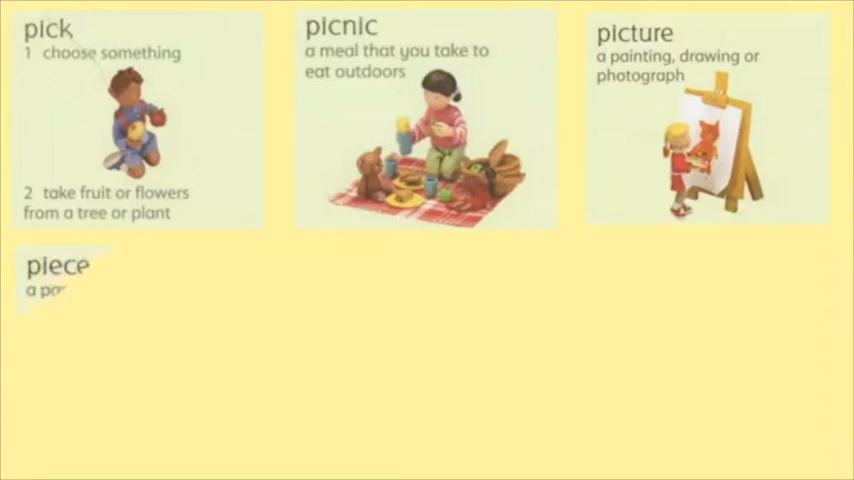 pick
1 choose something
2 take fruit or flowers
from a tree or plant
picnic
a meal that you take to
eat outdoors
picture
a painting, drawing or
photograph
piece
a